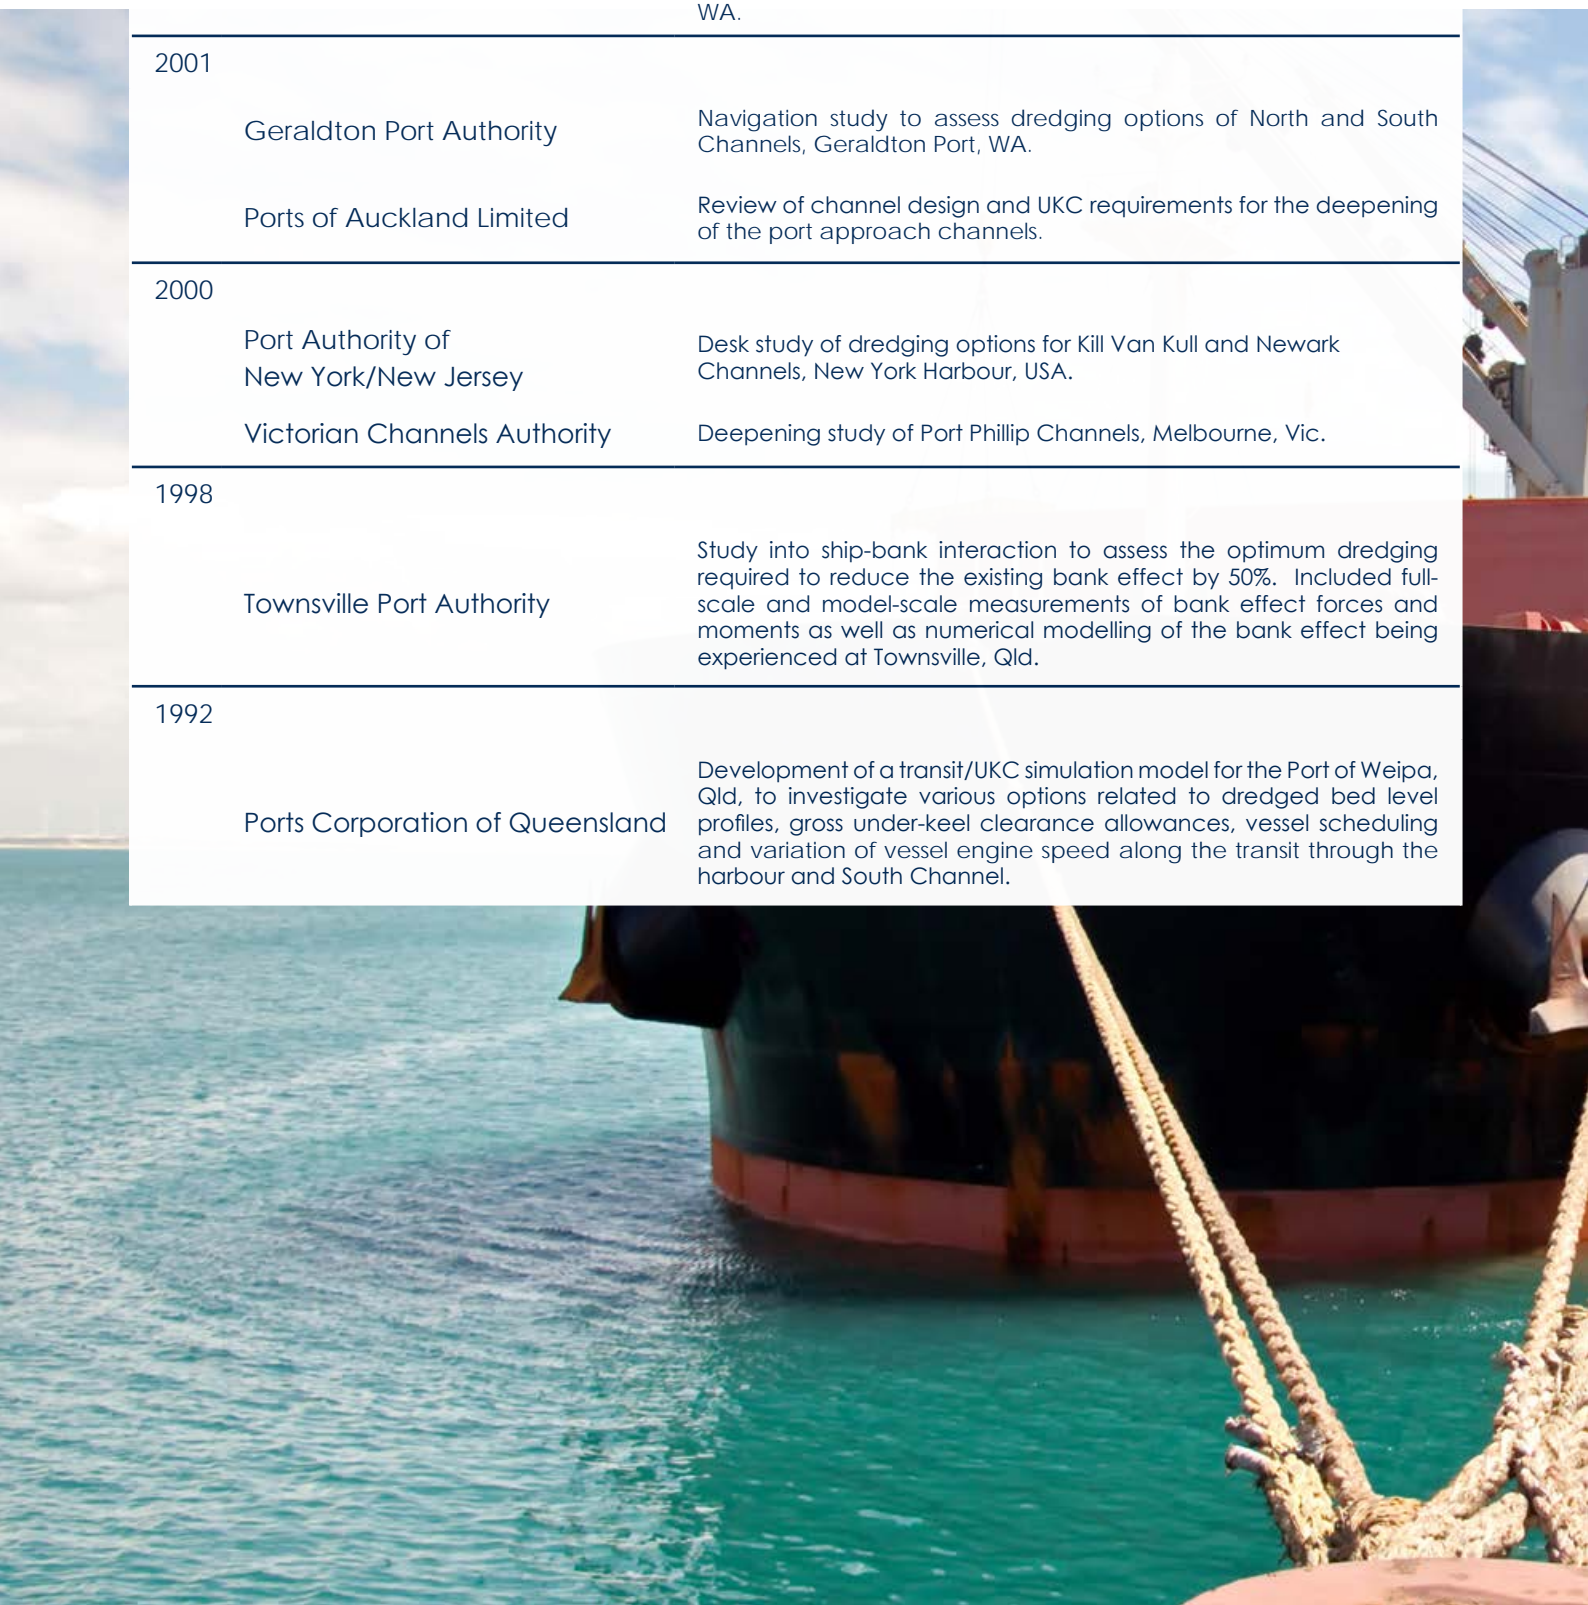 WA.
2001
Geraldton Port Authority
Navigation study to assess dredging options of North and South
Channels, Geraldton Port, WA.
Ports of Auckland Limited
Review of channel design and UKC requirements for the deepening
of the port approach channels.
2000
Port Authority of
New York/New Jersey
Desk study of dredging options for Kill Van Kull and Newark
Channels, New York Harbour, USA.
Victorian Channels Authority
Deepening study of Port Phillip Channels, Melbourne, Vic.
1998
Townsville Port Authority
Study into ship-bank interaction to assess the optimum dredging
required to reduce the existing bank effect by 50%.  Included full-
scale and model-scale measurements of bank effect forces and
moments as well as numerical modelling of the bank effect being
experienced at Townsville, Qld.
1992
Ports Corporation of Queensland
Development of a transit/UKC simulation model for the Port of Weipa,
Qld, to investigate various options related to dredged bed level
profiles, gross under-keel clearance allowances, vessel scheduling
and variation of vessel engine speed along the transit through the
harbour and South Channel.